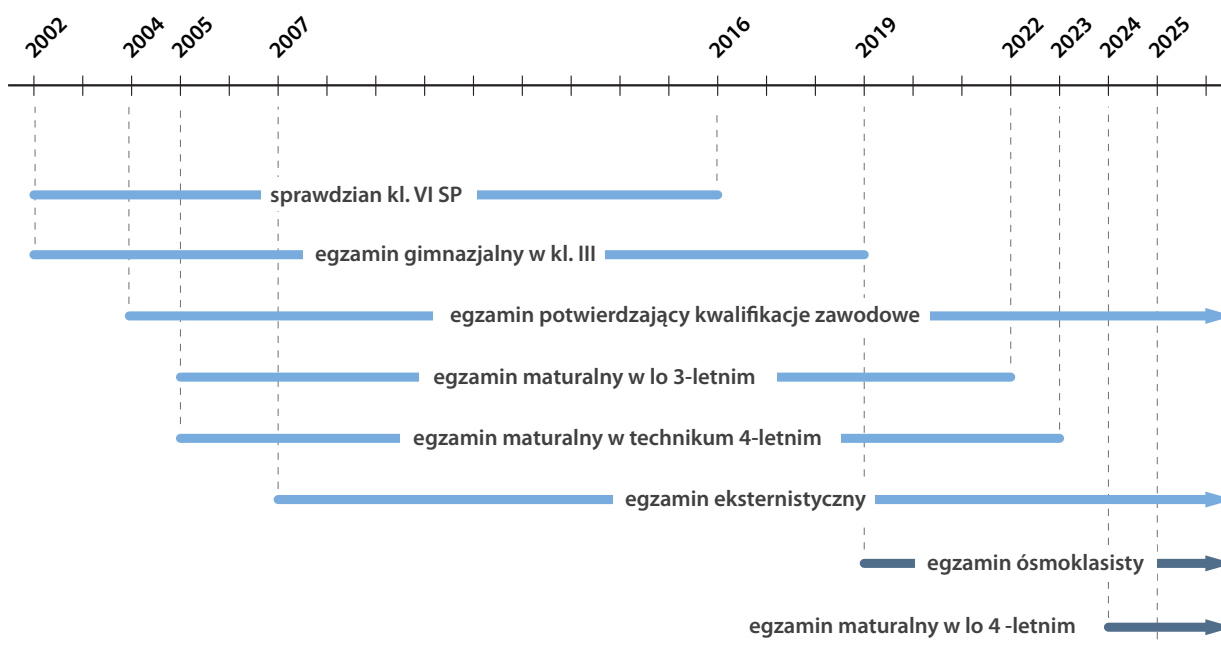 2002 2004 2005 2007 2016 2019 2022 2023 2024 2025
sprawdzian kl. VI SP
egzamin gimnazjalny w kl. III
egzamin potwierdzający kwalifikacje zawodowe
egzamin maturalny w lo 3-letnim
egzamin maturalny w technikum 4-letnim
egzamin eksternistyczny
egzamin ósmoklasisty
egzamin maturalny w lo 4 -letnim